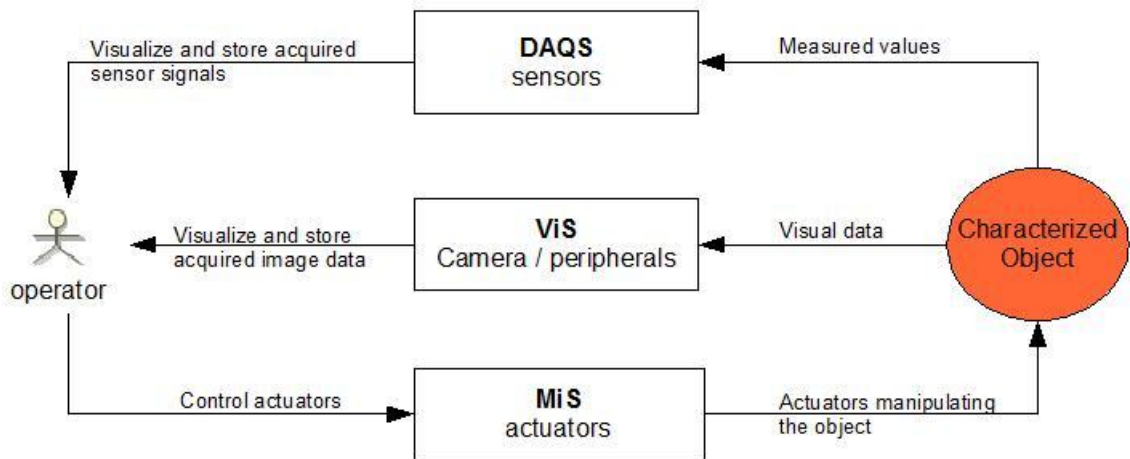 Visualize and store acquired
sensor signals
DAQS
sensors
Measured values
Visualize and store
acquired image data
ViS
Camera / peripherals
Visual data
Characterized
Object
operator
Control actuators
MiS
actuators
Actuators manipulating
the object